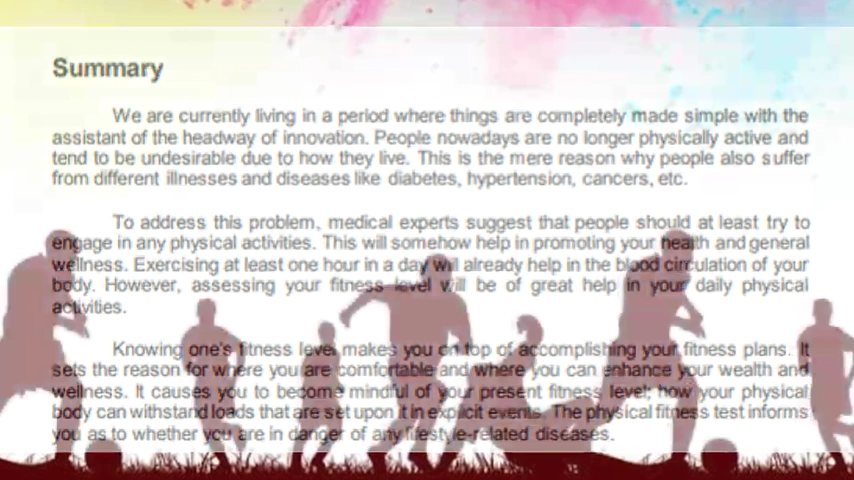 Summary
We are currently living in a period where things are completely made simple with the
assistant of the headway of innovation. People nowadays are no longer physically active and
tend to be undesirable due to how they live. This is the mere reason why people also suffer
from different illnesses and diseases like diabetes, hypertension, cancers, etc.
To address this problem, medical experts suggest that people should at least try to
engage in any physical activities. This will somehow help in promoting your health and general
wellness. Exercising at least one hour in a day will already help in the blood circulation of your
body. However, assessing your fitness level will be of great help in your daily physical
activities.
Knowing one's fitness level makes you on top of accomplishing your fitness plans. It
sets the reason for where you are comfortable and where you can enhance your wealth and
wellness. It causes you to become mindful of your present fitness level; how your physical
body can withstand loads that are set upon it in explicit events. The physical fitness test informs
you as to whether you are in danger of any lifestyle-related diseases.